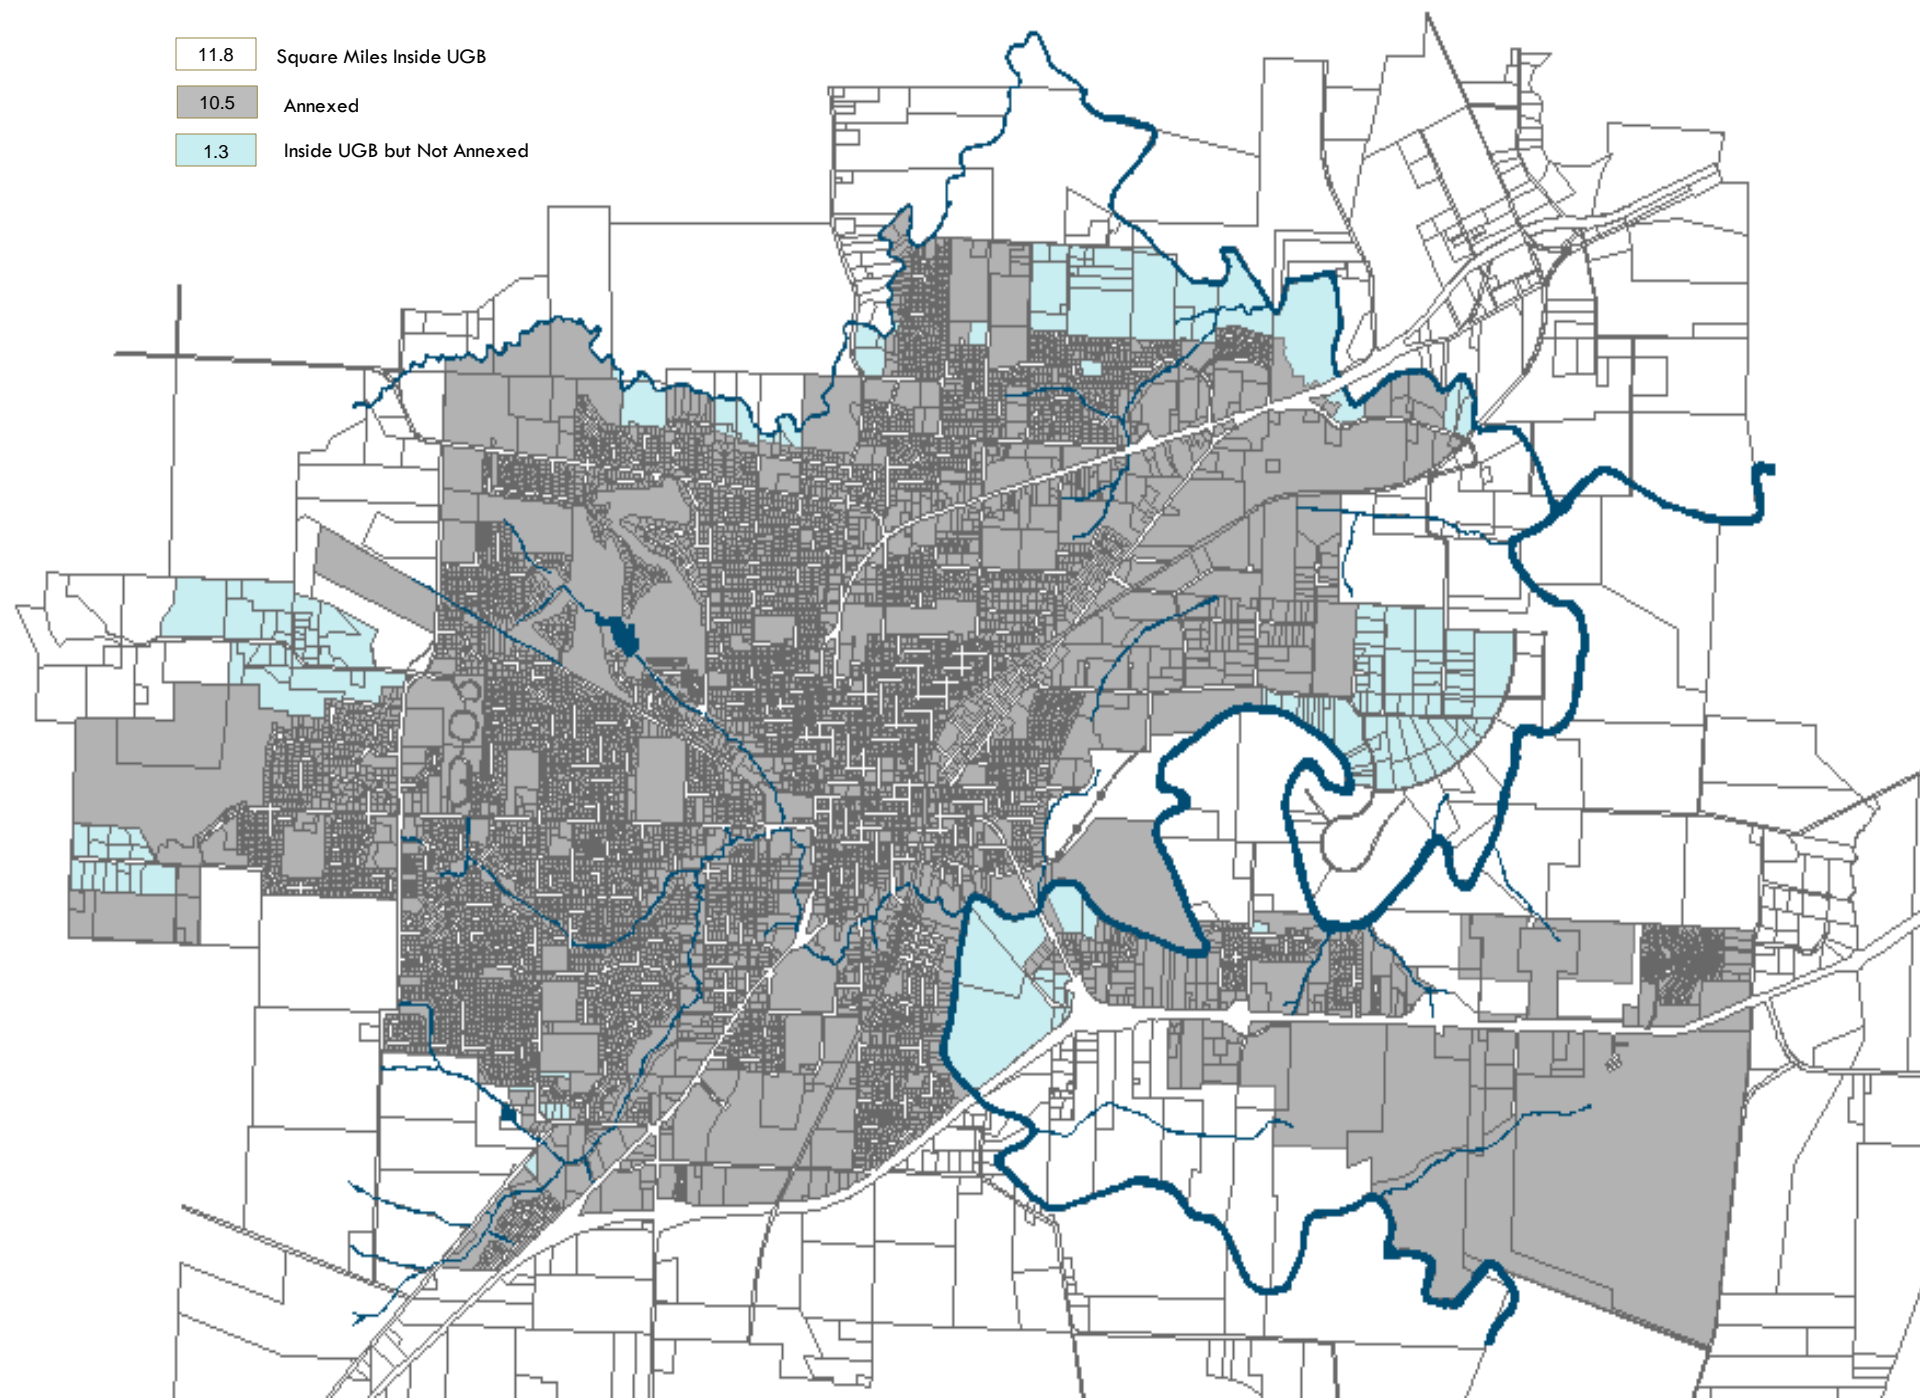 11.8 Square Miles Inside UGB
10.5 Annexed
1.3 Inside UGB but Not Annexed